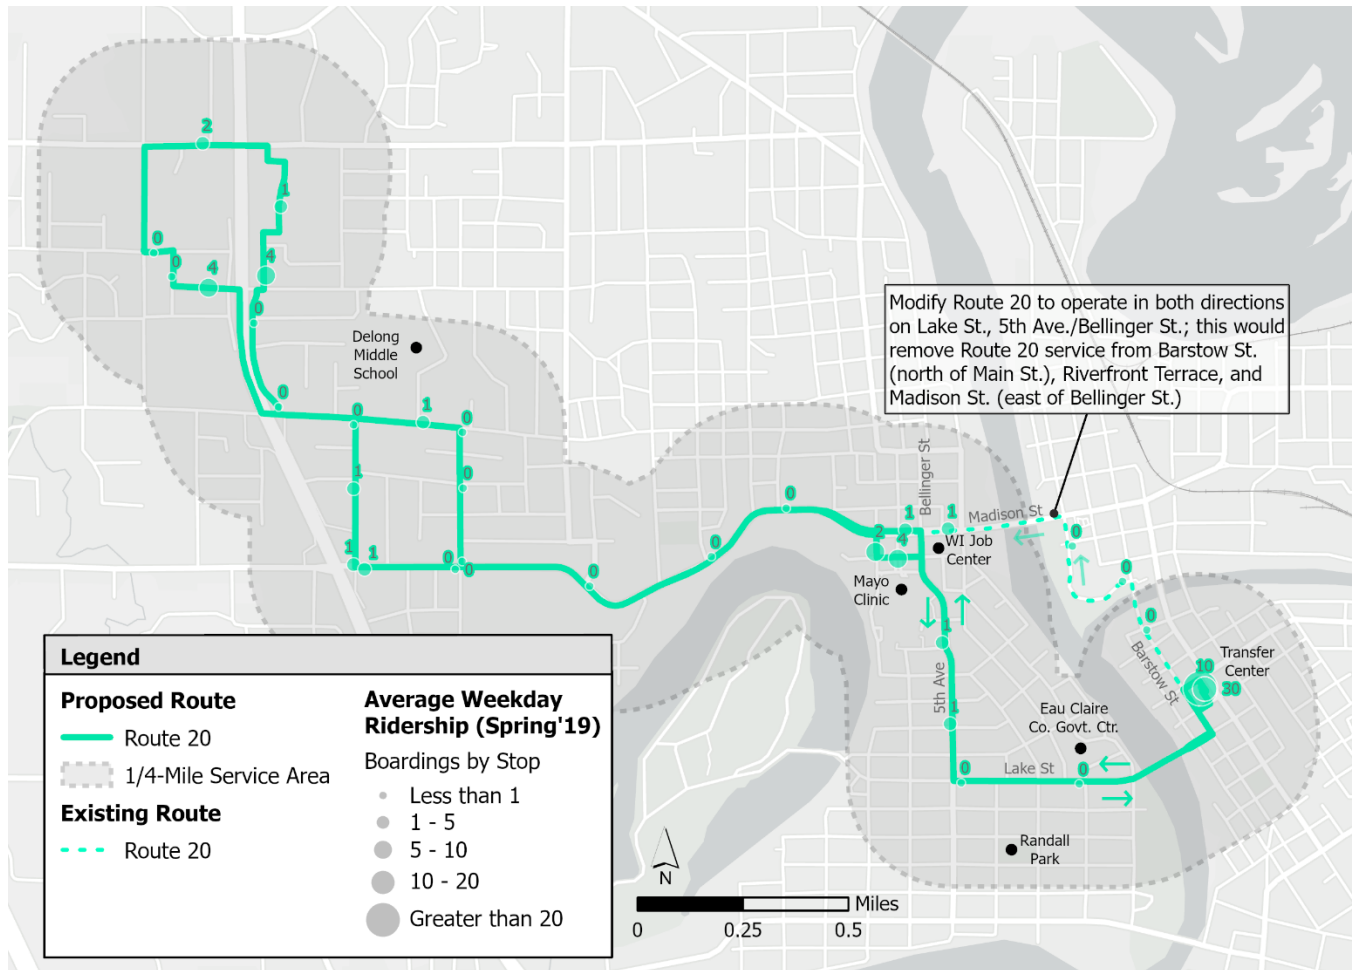 2
1
0
0
4
4
0
Delong
Middle
School
0
0
1
0
1
0
1
1
0
0
0
0
0
Modify Route 20 to operate in both directions
on Lake St., 5th Ave./Bellinger St.; this would
remove Route 20 service from Barstow St.
(north of Main St.), Riverfront Terrace, and
Madison St. (east of Bellinger St.)
Bellinger St
Madison St
1
1
2
4
WI Job
Center
Mayo
Clinic
0
0
0
1
Barstow St
10
30
Transfer
Center
5th Ave
1
Eau Claire
Co. Govt. Ctr.
0
Lake St
0
Randall
Park
Legend
Proposed Route
Route 20
1/4-Mile Service Area
Existing Route
Route 20
Average Weekday
Ridership (Spring'19)
Boardings by Stop
Less than 1
1 - 5
5 - 10
10 - 20
Greater than 20
N
Miles
0
0.25
0.5